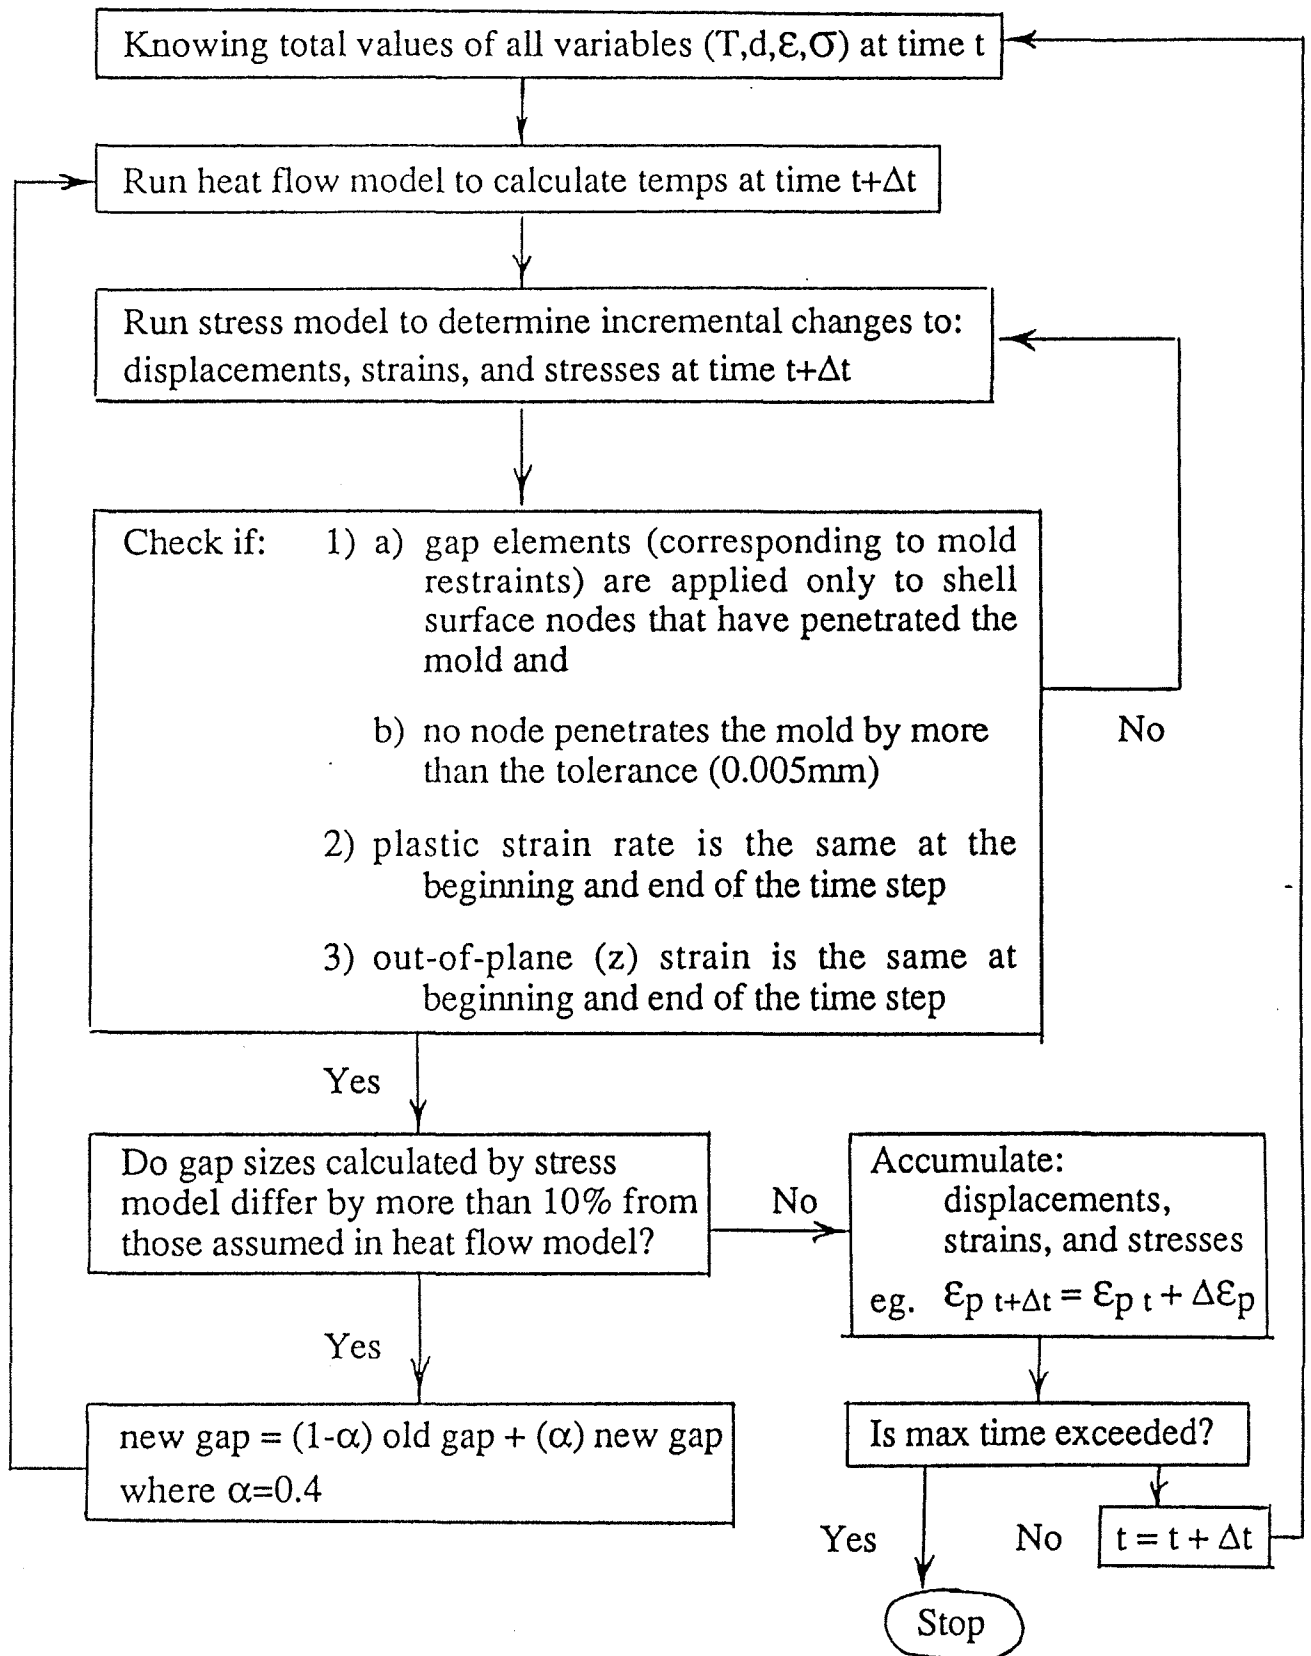 Knowing total values of all variables (T,d,ε,σ) at time t
Run heat flow model to calculate temps at time t+Δt
Run stress model to determine incremental changes to:
displacements, strains, and stresses at time t+Δt
Check if: 1) a) gap elements (corresponding to mold
restraints) are applied only to shell
surface nodes that have penetrated the
mold and
b) no node penetrates the mold by more
than the tolerance (0.005mm)
2) plastic strain rate is the same at the
beginning and end of the time step
3) out-of-plane (z) strain is the same at
beginning and end of the time step
No
Yes
Do gap sizes calculated by stress
model differ by more than 10% from
those assumed in heat flow model?
No
Accumulate:
displacements,
strains, and stresses
eg. εp t+Δt = εp t + Δεp
Yes
new gap = (1-α) old gap + (α) new gap
where α=0.4
Is max time exceeded?
Yes
No
t = t + Δt
Stop